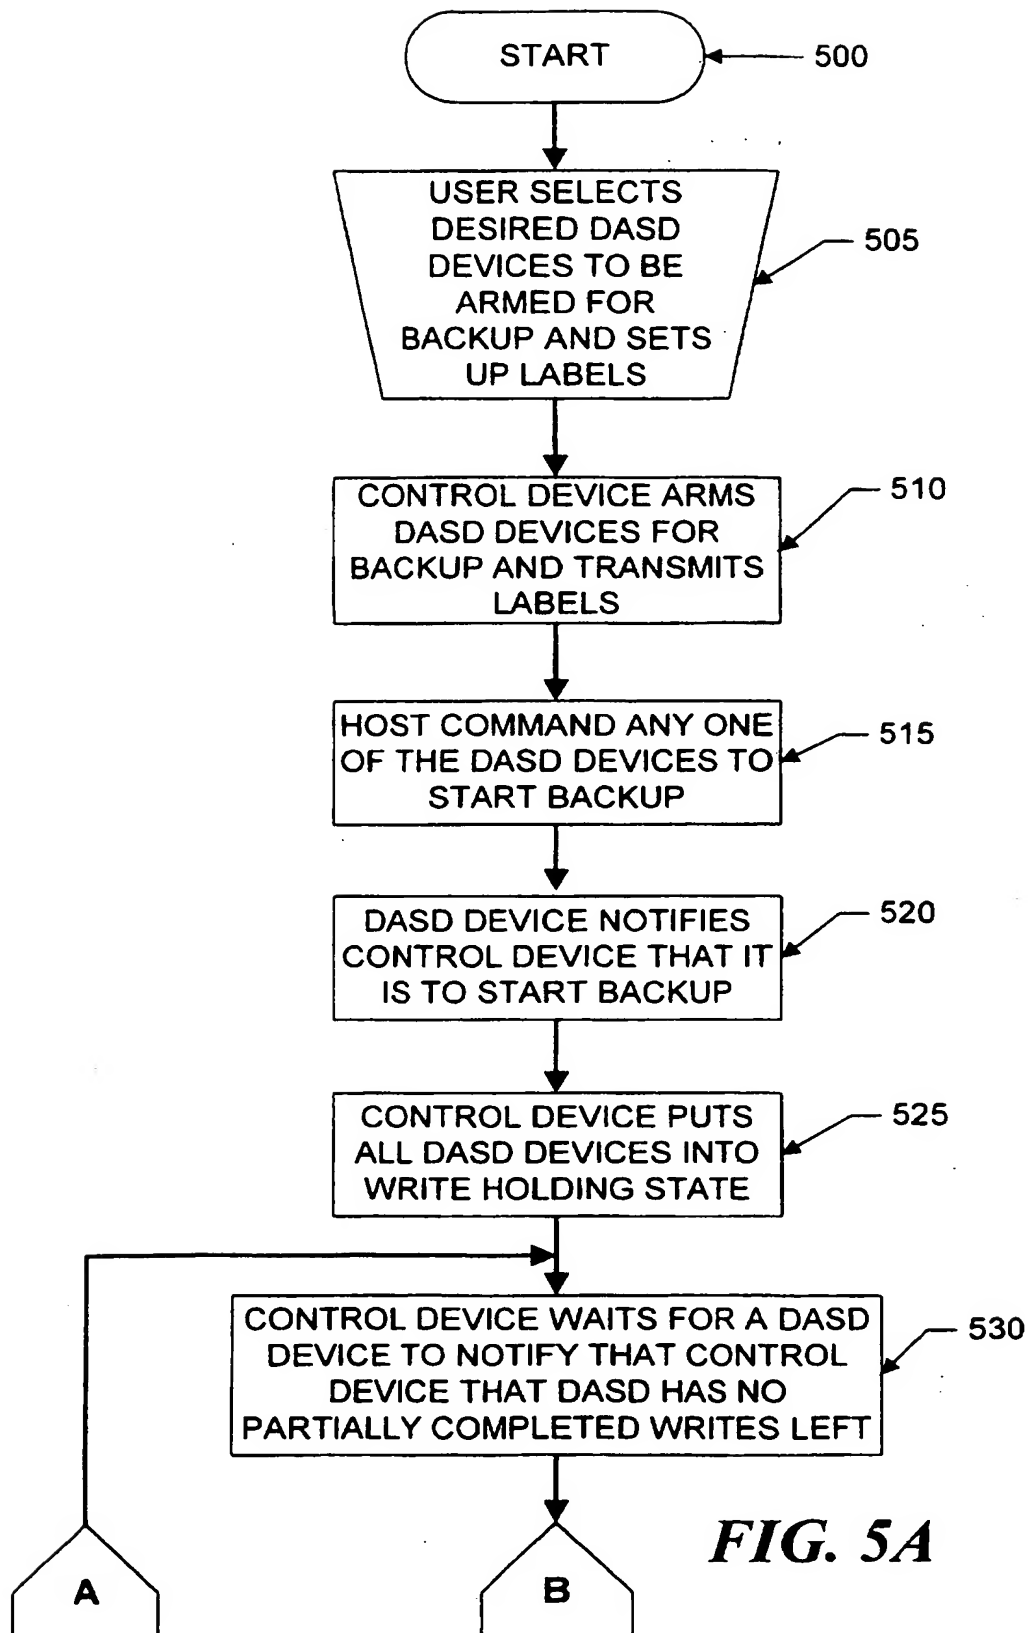 START
500
USER SELECTS
DESIRED DASD
DEVICES TO BE
ARMED FOR
BACKUP AND SETS
UP LABELS
505
CONTROL DEVICE ARMS
DASD DEVICES FOR
BACKUP AND TRANSMITS
LABELS
510
HOST COMMAND ANY ONE
OF THE DASD DEVICES TO
START BACKUP
515
DASD DEVICE NOTIFIES
CONTROL DEVICE THAT IT
IS TO START BACKUP
520
CONTROL DEVICE PUTS
ALL DASD DEVICES INTO
WRITE HOLDING STATE
525
CONTROL DEVICE WAITS FOR A DASD
DEVICE TO NOTIFY THAT CONTROL
DEVICE THAT DASD HAS NO
PARTIALLY COMPLETED WRITES LEFT
530
FIG. 5A
A
B